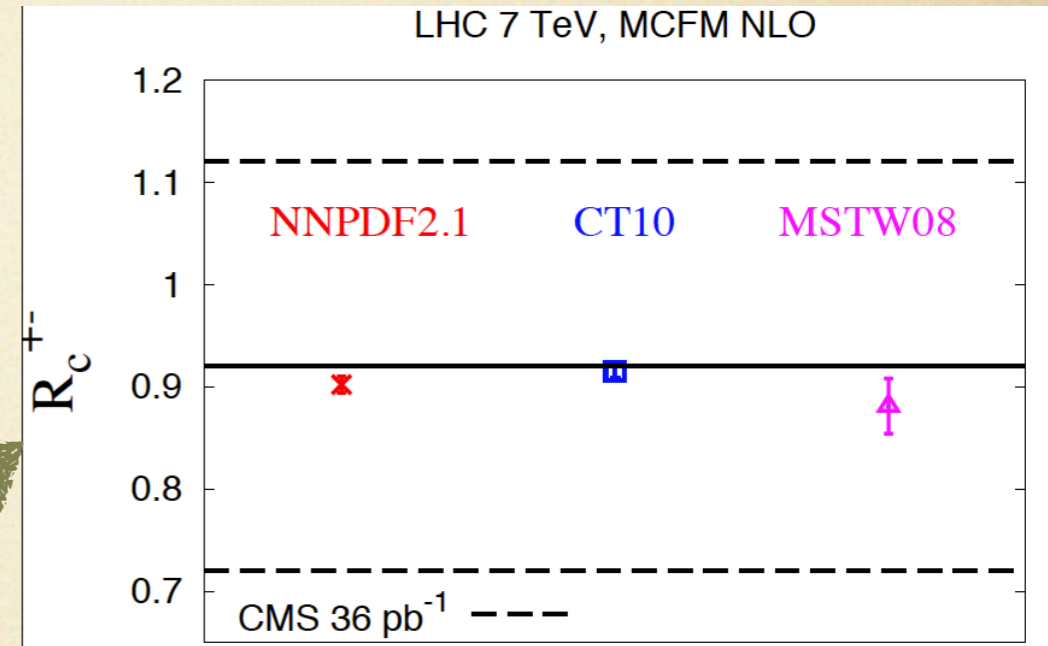 LHC 7 TeV, MCFM NLO
1.2
1.1
NNPDF2.1 CT10 MSTW08
1
R_c^{+-}
0.9
0.8
0.7
CMS 36 pb^{-1}